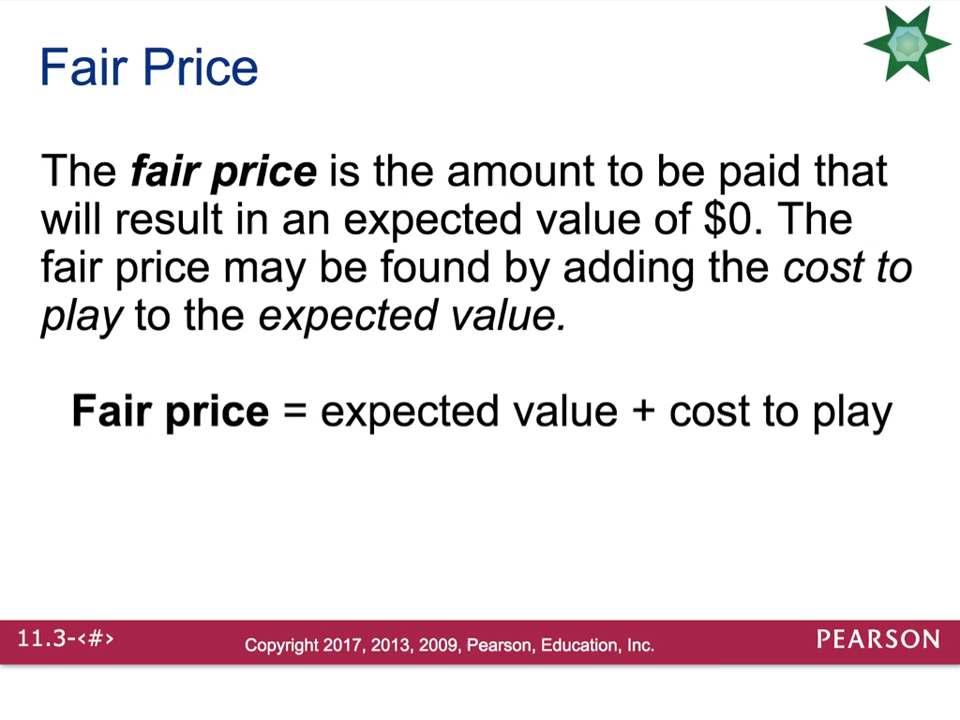 Fair Price
The fair price is the amount to be paid that
will result in an expected value of $0. The
fair price may be found by adding the cost to
play to the expected value.
Fair price = expected value + cost to play
11.3-‹#›
Copyright 2017, 2013, 2009, Pearson, Education, Inc.
PEARSON